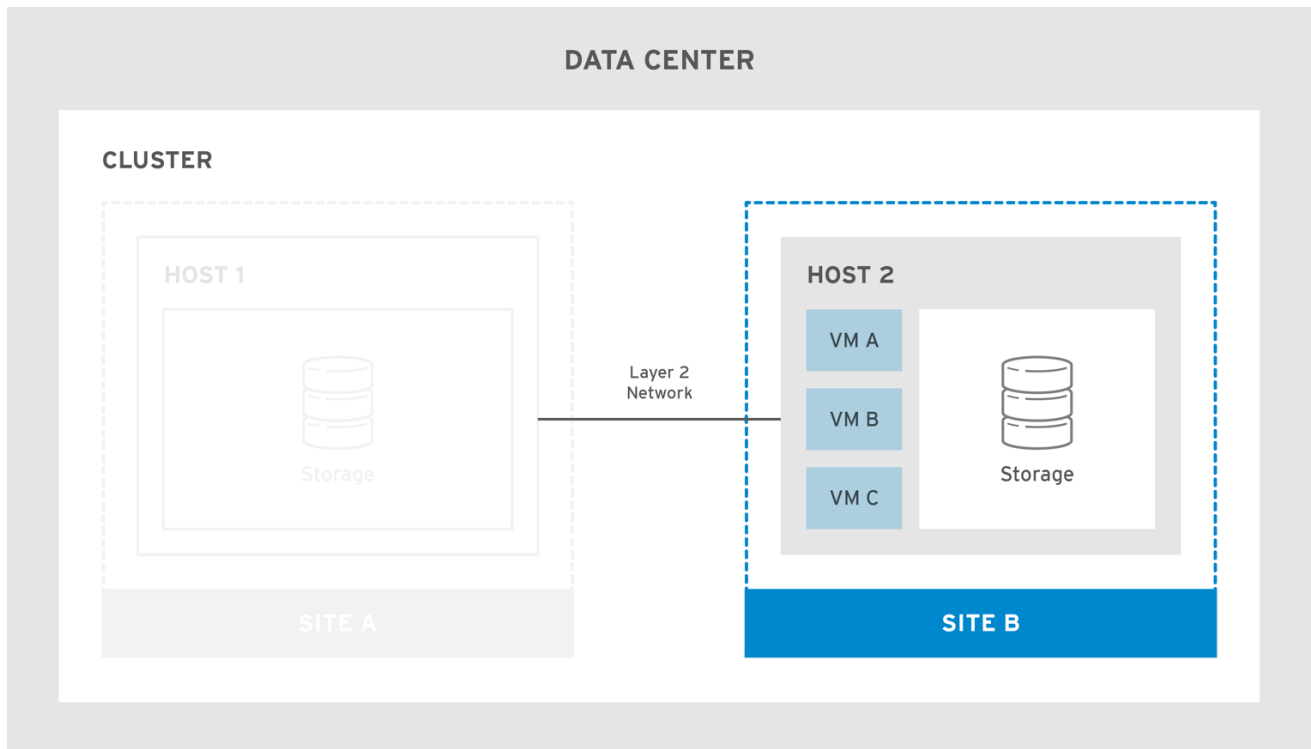 DATA CENTER
CLUSTER
HOST 1
Storage
SITE A
Layer 2
Network
HOST 2
VM A
VM B
VM C
Storage
SITE B